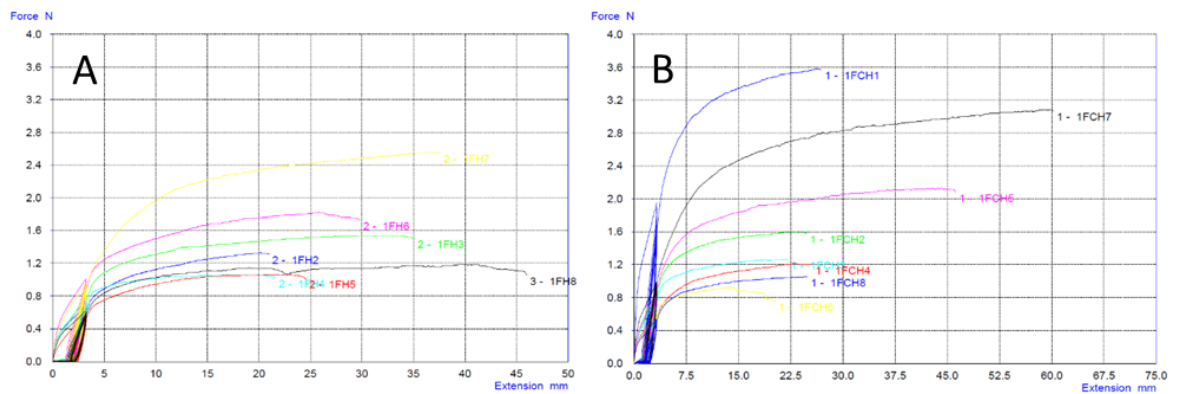 Force N
A
4.0
3.6
3.2
2.8
2.4
2.0
1.6
1.2
0.8
0.4
0.0
2 - 1FH7
2 - 1FH6
2 - 1FH3
2 - 1FH2
3 - 1FH8
2 - 1FH5
0 5 10 15 20 25 30 35 40 45 50
Extension mm
Force N
B
4.0
3.6
3.2
2.8
2.4
2.0
1.6
1.2
0.8
0.4
0.0
1 - 1FCH1
1 - 1FCH7
1 - 1FCH5
1 - 1FCH2
1 - 1FCH4
1 - 1FCH8
1 - 1FCH6
0.0 7.5 15.0 22.5 30.0 37.5 45.0 52.5 60.0 67.5 75.0
Extension mm